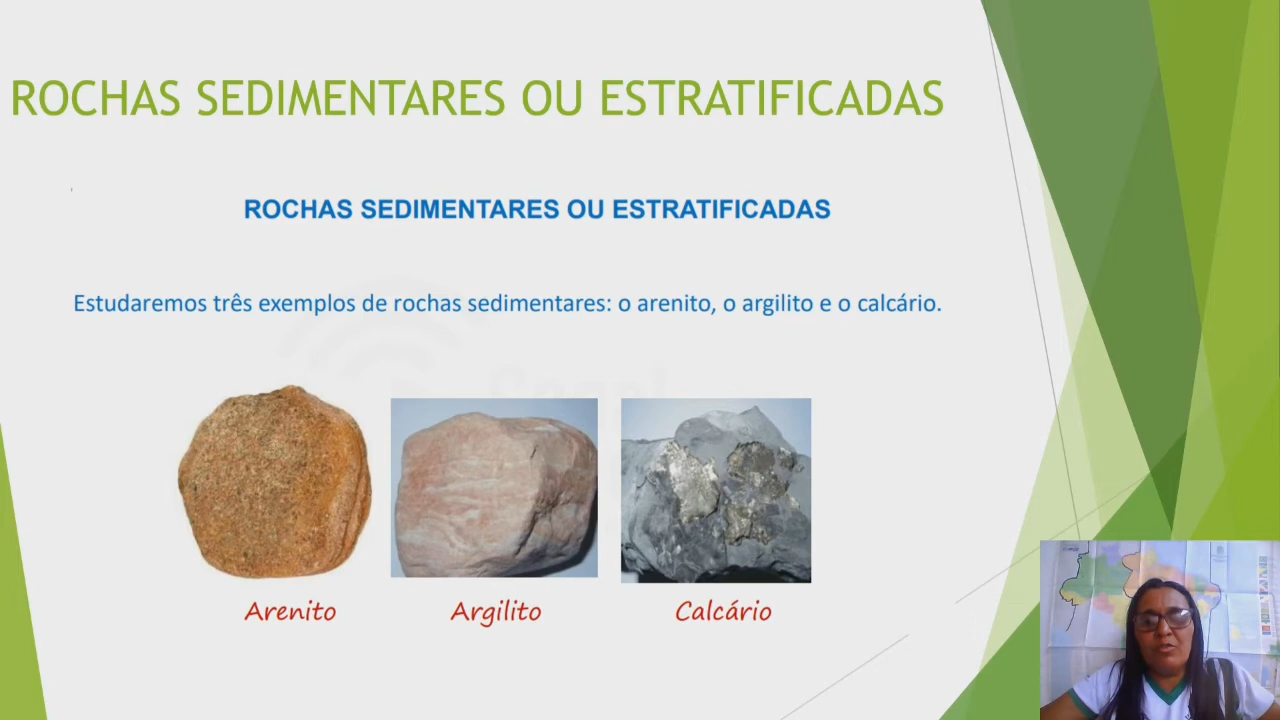 ROCHAS SEDIMENTARES OU ESTRATIFICADAS
ROCHAS SEDIMENTARES OU ESTRATIFICADAS
Estudaremos três exemplos de rochas sedimentares: o arenito, o argilito e o calcário.
Arenito
Argilito
Calcário